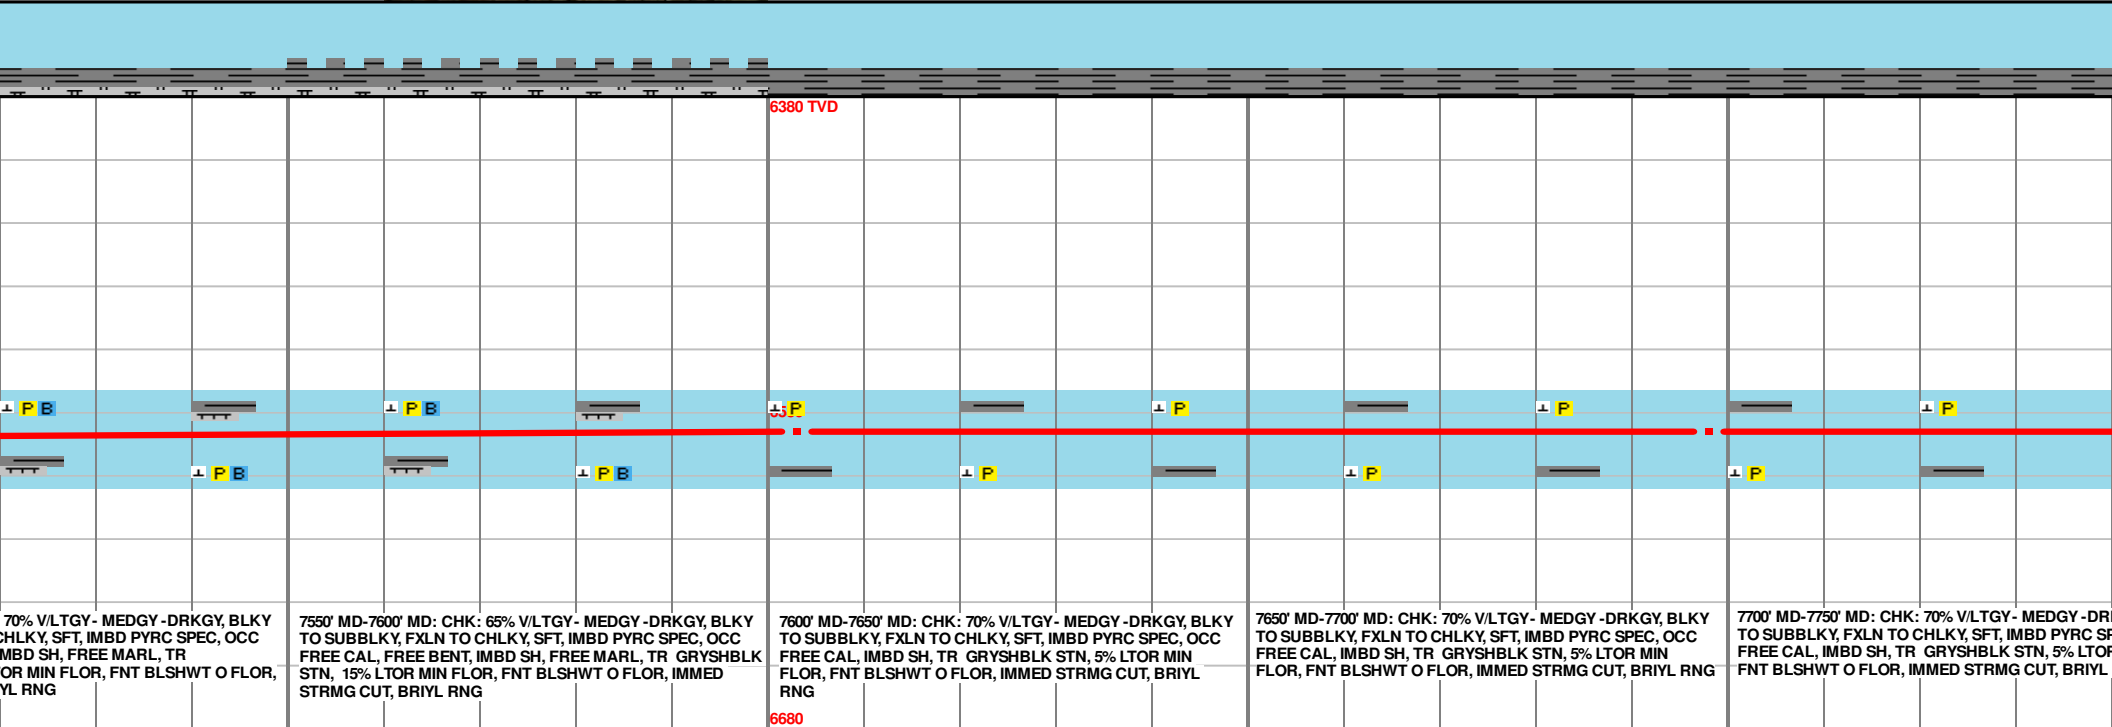 6380 TVD
P B
P B
P
P
P
P
P B
P B
P
P
P
70% V/LTGY- MEDGY -DRKGY, BLKY
CHLKY, SFT, IMBD PYRC SPEC, OCC
MBD SH, FREE MARL, TR
OR MIN FLOR, FNT BLSHWT O FLOR,
YL RNG
7550' MD-7600' MD: CHK: 65% V/LTGY- MEDGY -DRKGY, BLKY
TO SUBBLKY, FXLN TO CHLKY, SFT, IMBD PYRC SPEC, OCC
FREE CAL, FREE BENT, IMBD SH, FREE MARL, TR GRYSHBLK
STN, 15% LTOR MIN FLOR, FNT BLSHWT O FLOR, IMMED
STRMG CUT, BRIYL RNG
7600' MD-7650' MD: CHK: 70% V/LTGY- MEDGY -DRKGY, BLKY
TO SUBBLKY, FXLN TO CHLKY, SFT, IMBD PYRC SPEC, OCC
FREE CAL, IMBD SH, TR GRYSHBLK STN, 5% LTOR MIN
FLOR, FNT BLSHWT O FLOR, IMMED STRMG CUT, BRIYL
RNG
7650' MD-7700' MD: CHK: 70% V/LTGY- MEDGY -DRKGY, BLKY
TO SUBBLKY, FXLN TO CHLKY, SFT, IMBD PYRC SPEC, OCC
FREE CAL, IMBD SH, TR GRYSHBLK STN, 5% LTOR MIN
FLOR, FNT BLSHWT O FLOR, IMMED STRMG CUT, BRIYL RNG
7700' MD-7750' MD: CHK: 70% V/LTGY- MEDGY -DR
TO SUBBLKY, FXLN TO CHLKY, SFT, IMBD PYRC SP
FREE CAL, IMBD SH, TR GRYSHBLK STN, 5% LTOR
FNT BLSHWT O FLOR, IMMED STRMG CUT, BRIYL
6680